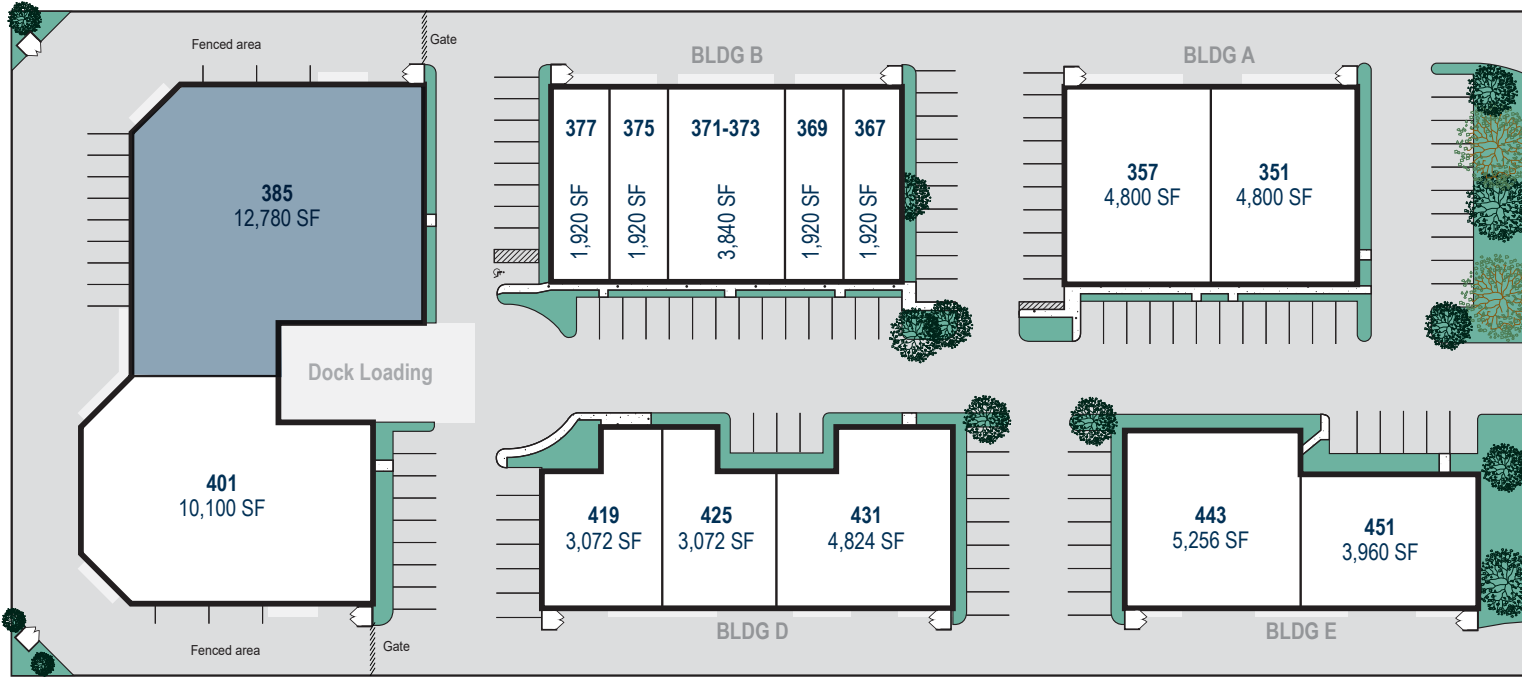 Fenced area
Gate
BLDG B
BLDG A
377
375
371-373
369
367
1,920 SF
1,920 SF
3,840 SF
1,920 SF
1,920 SF
357
4,800 SF
351
4,800 SF
385
12,780 SF
Dock Loading
401
10,100 SF
419
3,072 SF
425
3,072 SF
431
4,824 SF
443
5,256 SF
451
3,960 SF
BLDG D
BLDG E
Fenced area
Gate